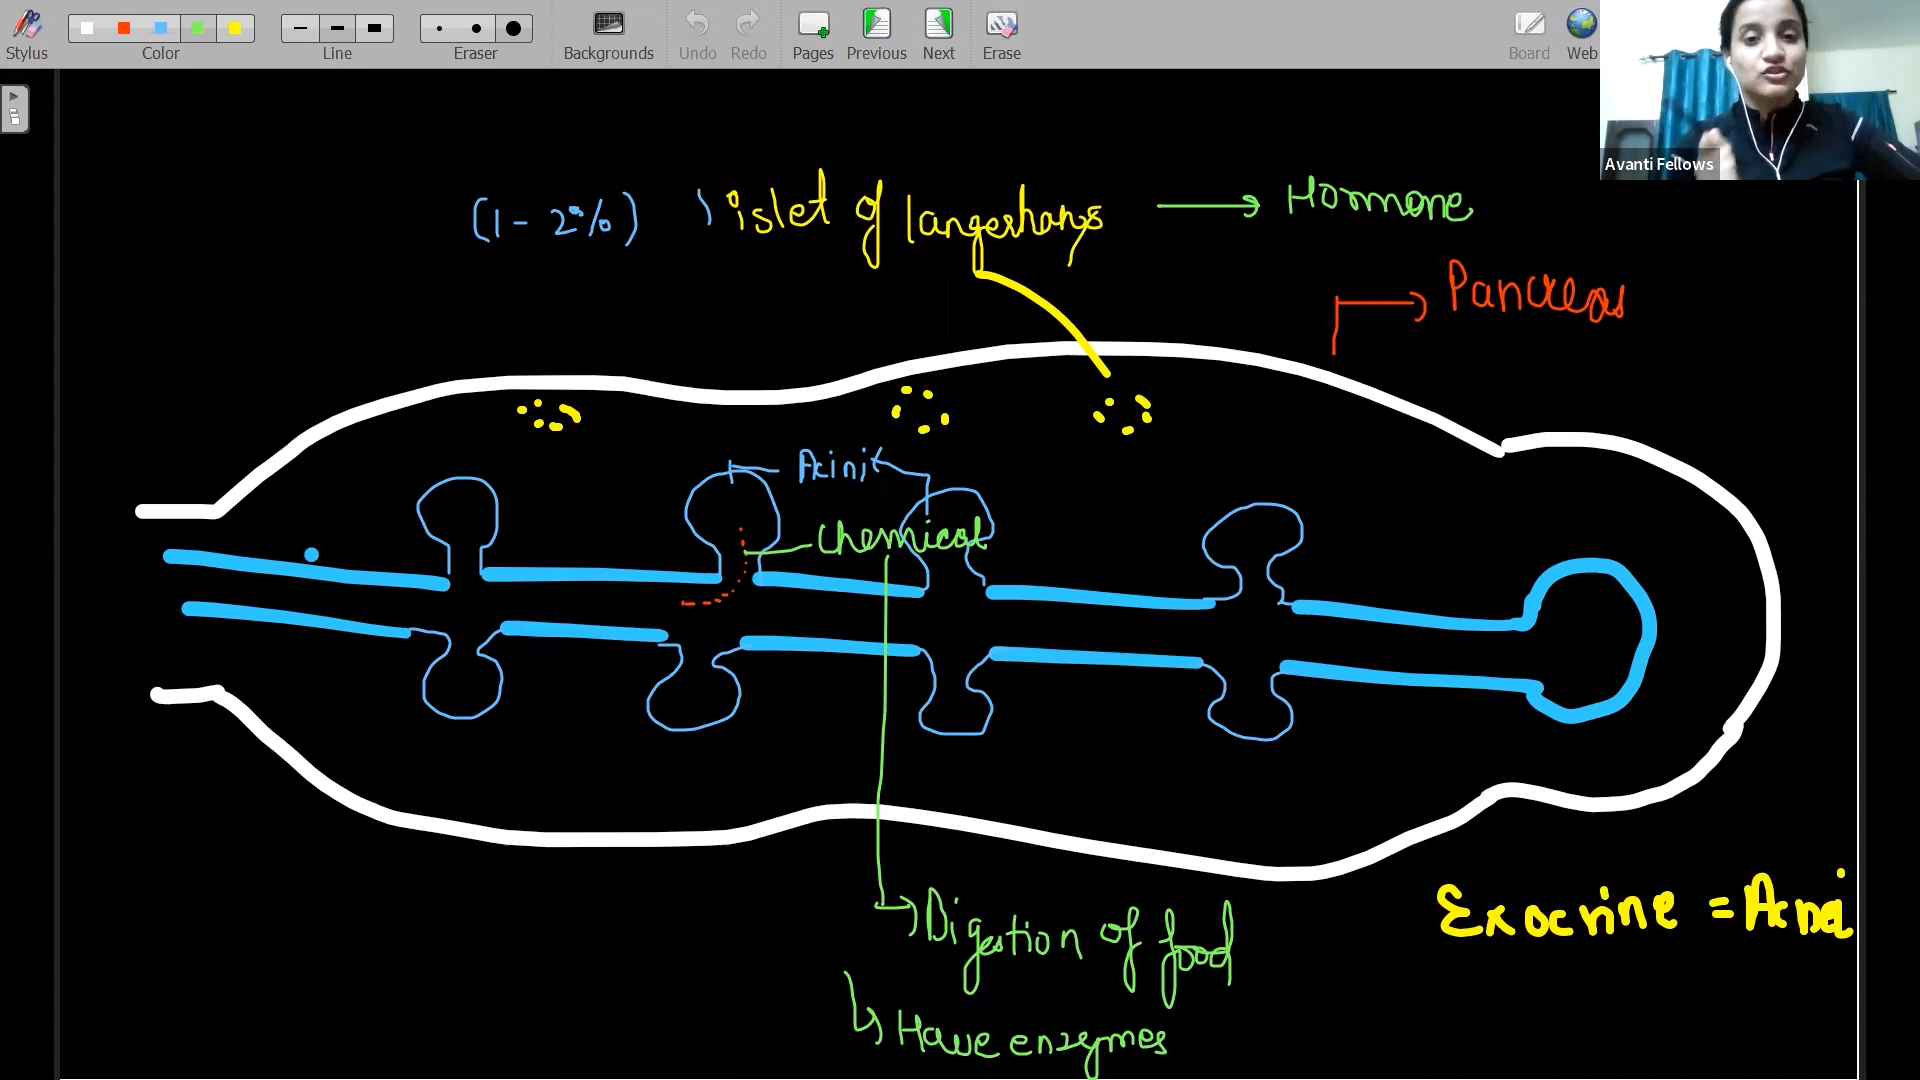 Stylus
Color
Line
Eraser
Backgrounds
Undo
Redo
Pages
Previous
Next
Erase
Board
Web
Avanti Fellows
(1-2%) islet of langerhans → Hormone
Pancreas
Acini
Chemical
Digestion of food
Exocrine = Acinai
Have enzymes